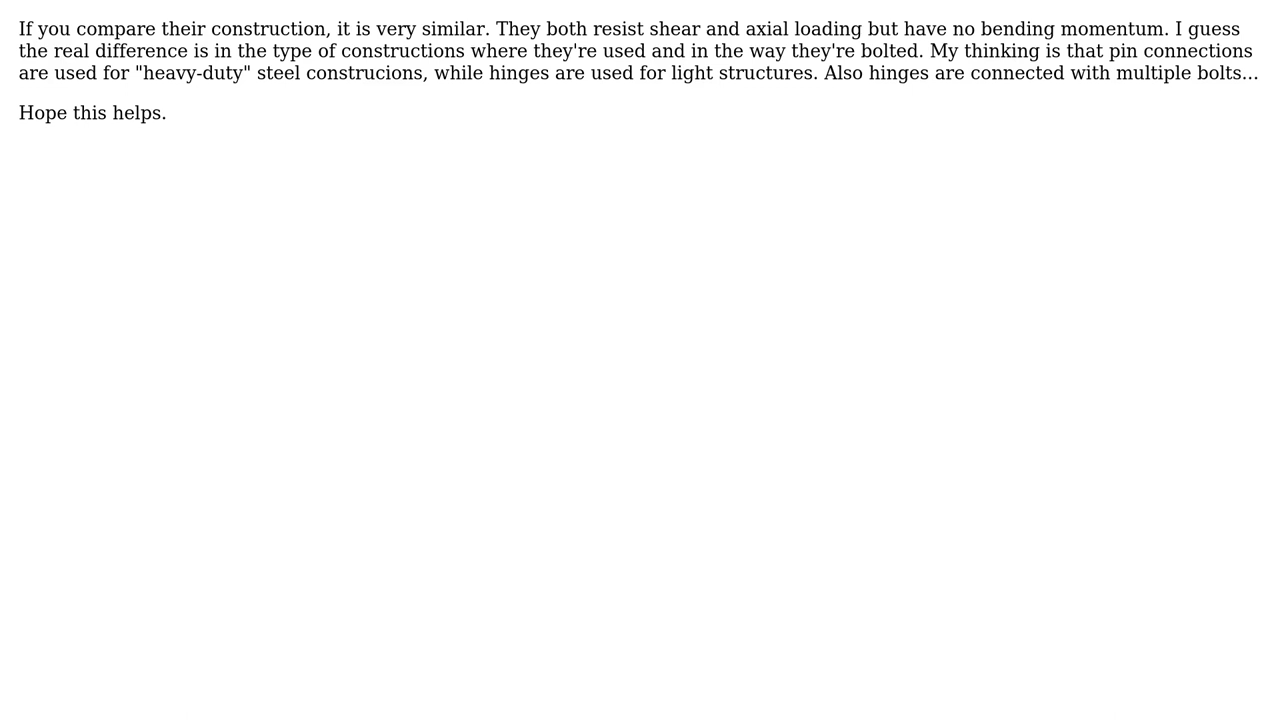 If you compare their construction, it is very similar. They both resist shear and axial loading but have no bending momentum. I guess
the real difference is in the type of constructions where they're used and in the way they're bolted. My thinking is that pin connections
are used for "heavy-duty" steel construcions, while hinges are used for light structures. Also hinges are connected with multiple bolts...
Hope this helps.